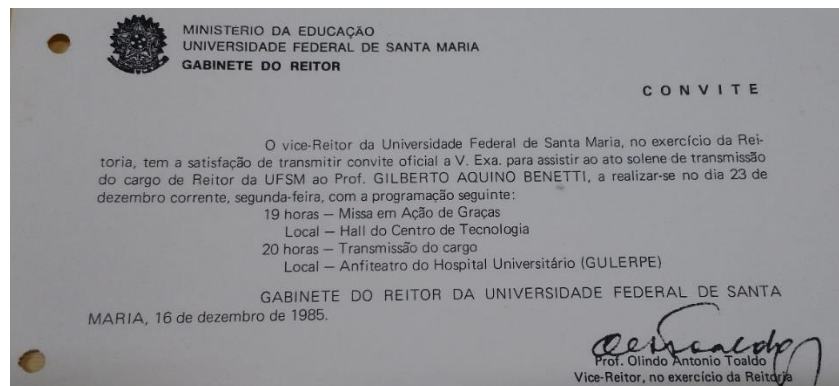 MINISTÉRIO DA EDUCAÇÃO
UNIVERSIDADE FEDERAL DE SANTA MARIA
GABINETE DO REITOR
CONVITE
O vice-Reitor da Universidade Federal de Santa Maria, no exercício da Rei-
toria, tem a satisfação de transmitir convite oficial a V. Exa. para assistir ao ato solene de transmissão
do cargo de Reitor da UFSM ao Prof. GILBERTO AQUINO BENETTI, a realizar-se no dia 23 de
dezembro corrente, segunda-feira, com a programação seguinte:
19 horas — Missa em Ação de Graças
Local — Hall do Centro de Tecnologia
20 horas — Transmissão do cargo
Local — Anfiteatro do Hospital Universitário (GULERPE)
GABINETE DO REITOR DA UNIVERSIDADE FEDERAL DE SANTA
MARIA, 16 de dezembro de 1985.
Prof. Olindo Antonio Toaldo
Vice-Reitor, no exercício da Reitoria